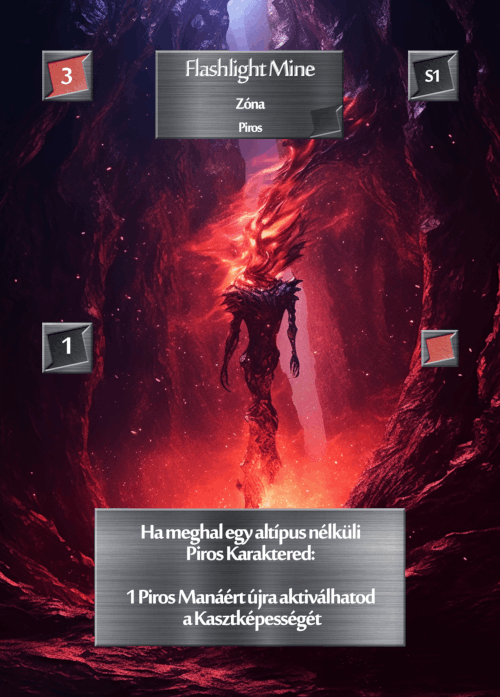 3
Flashlight Mine
S1
Zóna
Piros
1
Ha meghal egy altípus nélküli
Piros Karaktered:
1 Piros Manáért újra aktiválhatod
a Kasztképességét